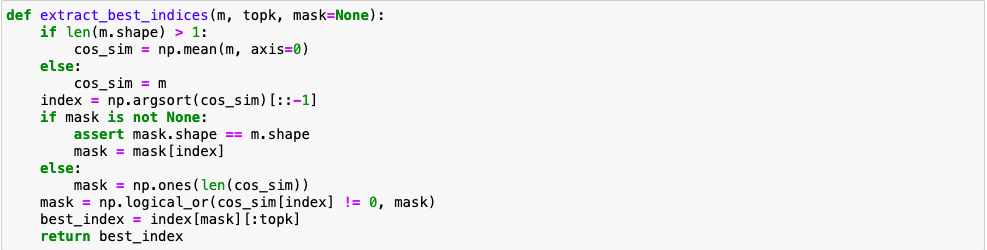 def extract_best_indices(m, topk, mask=None):
    if len(m.shape) > 1:
        cos_sim = np.mean(m, axis=0)
    else:
        cos_sim = m
    index = np.argsort(cos_sim)[::-1]
    if mask is not None:
        assert mask.shape == m.shape
        mask = mask[index]
    else:
        mask = np.ones(len(cos_sim))
    mask = np.logical_or(cos_sim[index] != 0, mask)
    best_index = index[mask][:topk]
    return best_index